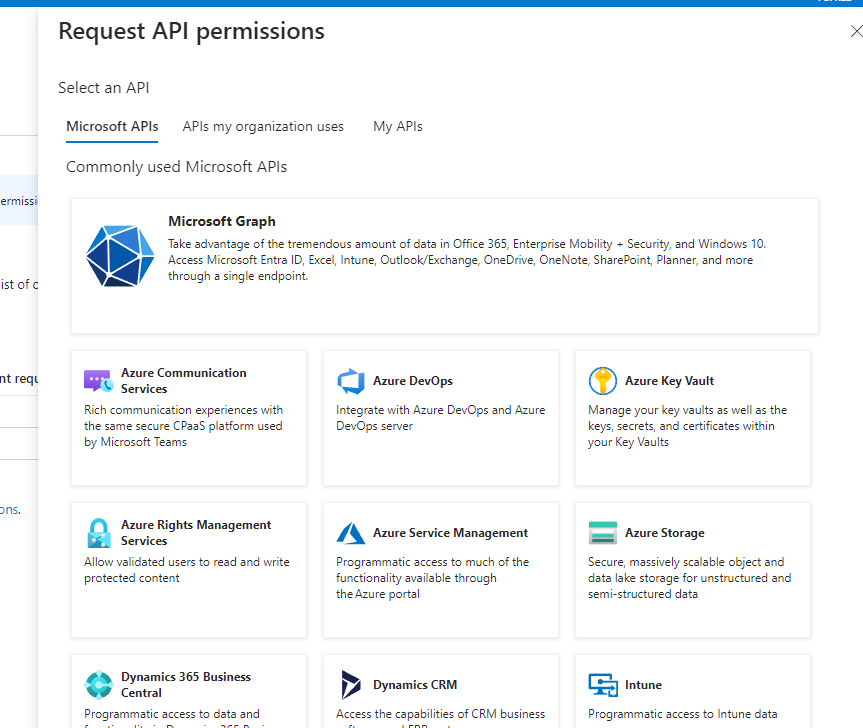 Request API permissions
Select an API
Microsoft APIs
APIs my organization uses
My APIs
Commonly used Microsoft APIs
ermissi
Microsoft Graph
Take advantage of the tremendous amount of data in Office 365, Enterprise Mobility + Security, and Windows 10.
Access Microsoft Entra ID, Excel, Intune, Outlook/Exchange, OneDrive, OneNote, SharePoint, Planner, and more
through a single endpoint.
ist of c
nt requ
Azure Communication
Services
Rich communication experiences with
the same secure CPaaS platform used
by Microsoft Teams
Azure DevOps
Integrate with Azure DevOps and Azure
DevOps server
Azure Key Vault
Manage your key vaults as well as the
keys, secrets, and certificates within
your Key Vaults
ons.
Azure Rights Management
Services
Allow validated users to read and write
protected content
Azure Service Management
Programmatic access to much of the
functionality available through
the Azure portal
Azure Storage
Secure, massively scalable object and
data lake storage for unstructured and
semi-structured data
Dynamics 365 Business
Central
Programmatic access to data and
Dynamics CRM
Access the capabilities of CRM business
Intune
Programmatic access to Intune data